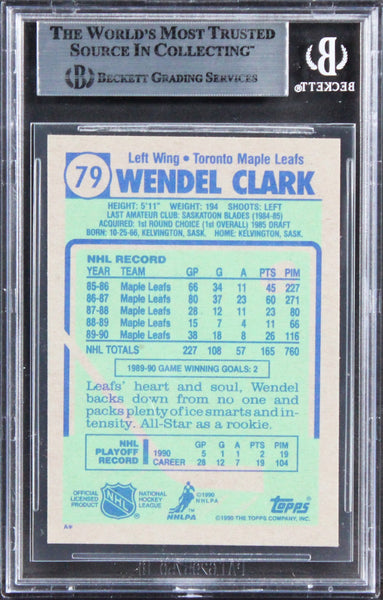 THE WORLD'S MOST TRUSTED
SOURCE IN COLLECTING™
BECKETT GRADING SERVICES
BECKETT
79
Left Wing • Toronto Maple Leafs
WENDEL CLARK
HEIGHT: 5'11" WEIGHT: 194 SHOOTS: LEFT
LAST AMATEUR CLUB: SASKATOON BLADES (1984-85)
ACQUIRED: 1st ROUND CHOICE (1st OVERALL) 1985 DRAFT
BORN: 10-25-66, KELVINGTON, SASK. HOME: KELVINGTON, SASK.
NHL RECORD
YEAR TEAM GP G A PTS PIM
85-86 Maple Leafs 66 34 11 45 227
86-87 Maple Leafs 80 37 23 60 271
87-88 Maple Leafs 28 12 11 23 80
88-89 Maple Leafs 15 7 4 11 66
89-90 Maple Leafs 38 18 8 26 116
NHL TOTALS 227 108 57 165 760
1989-90 GAME WINNING GOALS: 2
Leafs' heart and soul, Wendel
backs down from no one and
packs plenty of ice smarts and in-
tensity. All-Star as a rookie.
NHL
PLAYOFF
RECORD
GP G A PTS PIM
1990 5 1 1 2 19
CAREER 28 12 7 19 104
OFFICIAL
LICENSED
PRODUCT
NHL
NATIONAL
HOCKEY
LEAGUE
©1990
NHLPA
NHLPA
topps
©1990 THE TOPPS COMPANY, INC.
A*